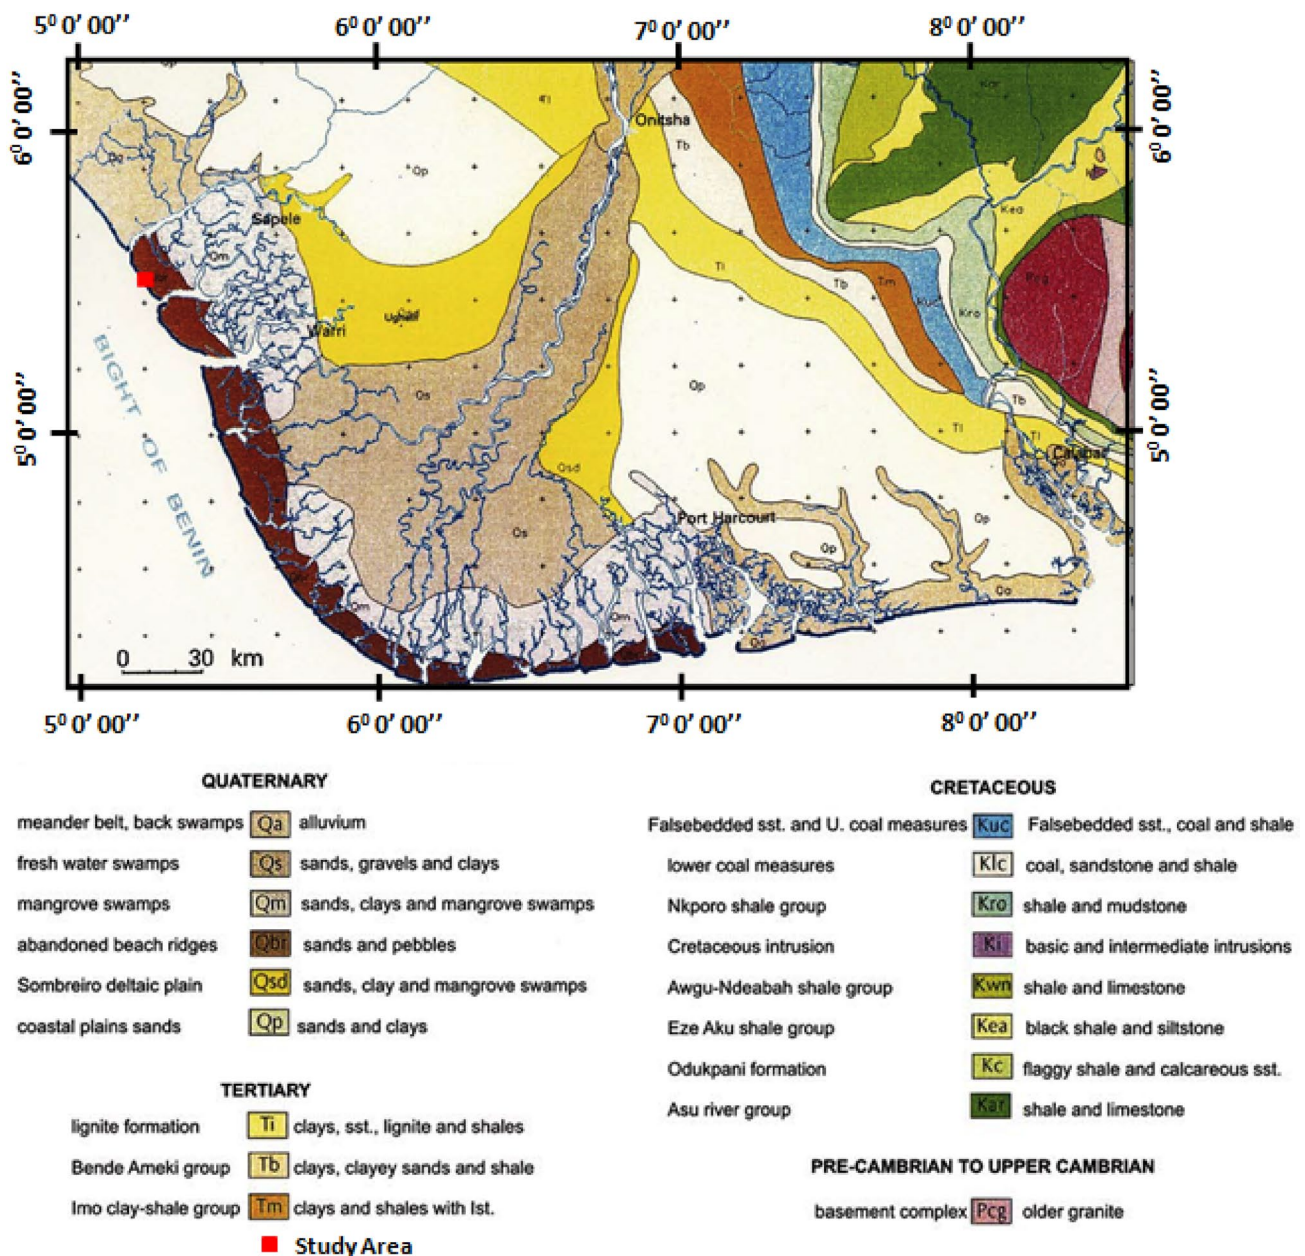 5⁰ 0' 00'' 6⁰ 0' 00'' 7⁰ 0' 00'' 8⁰ 0' 00''
6⁰ 0' 00'' 6⁰ 0' 00''
5⁰ 0' 00'' 5⁰ 0' 00''
Kar
Ti
Onitsha
Tb
Qp
Kea
Sapele
Qm
Ti
Tb
Tm
Kuc
Kro
Pcg
Ughelli
Warri
BIGHT OF BENIN
Qs
Qp
Tb
Ti
Ti
Calabar
Qsd
Port Harcourt
Qp
Qs
Qp
Qm
Qm
0 30 km
5⁰ 0' 00'' 6⁰ 0' 00'' 7⁰ 0' 00'' 8⁰ 0' 00''
QUATERNARY
meander belt, back swamps Qa alluvium
fresh water swamps Qs sands, gravels and clays
mangrove swamps Qm sands, clays and mangrove swamps
abandoned beach ridges Qbr sands and pebbles
Sombreiro deltaic plain Qsd sands, clay and mangrove swamps
coastal plains sands Qp sands and clays
TERTIARY
lignite formation Ti clays, sst., lignite and shales
Bende Ameki group Tb clays, clayey sands and shale
Imo clay-shale group Tm clays and shales with lst.
Study Area
CRETACEOUS
Falsebedded sst. and U. coal measures Kuc Falsebedded sst., coal and shale
lower coal measures Klc coal, sandstone and shale
Nkporo shale group Kro shale and mudstone
Cretaceous intrusion Ki basic and intermediate intrusions
Awgu-Ndeabah shale group Kwn shale and limestone
Eze Aku shale group Kea black shale and siltstone
Odukpani formation Kc flaggy shale and calcareous sst.
Asu river group Kar shale and limestone
PRE-CAMBRIAN TO UPPER CAMBRIAN
basement complex Pcg older granite